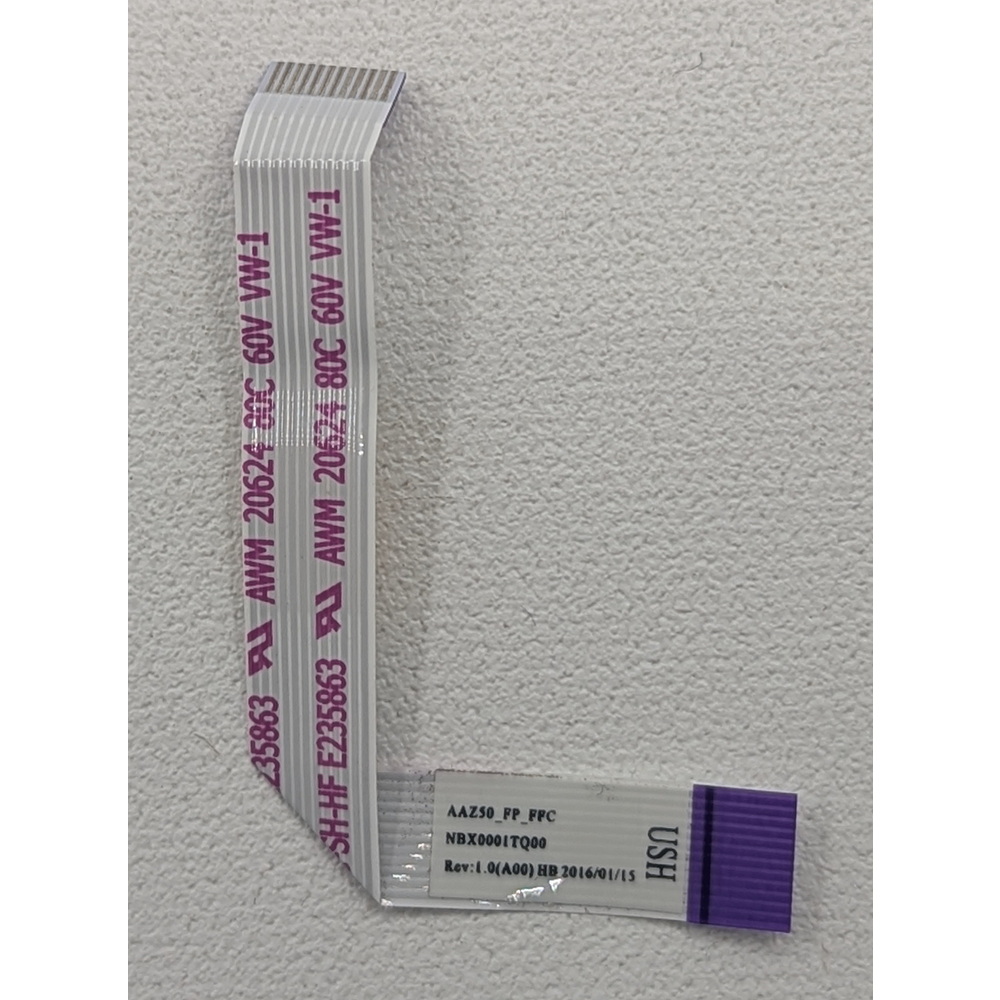 35863 AWM 20624 80C 60V VW-1
SH-HF E235863 AWM 20624 80C 60V VW-1
AAZ50_FP_FFC
NBX0001TQ00
Rev:1.0(A00) HB 2016/01/15
USH